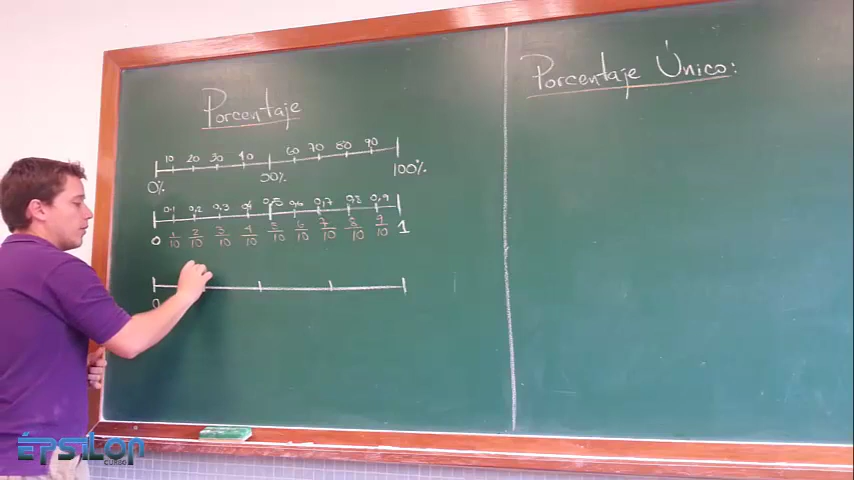 Porcentaje
Porcentaje Único:
10 20 30 40 60 70 80 90
0% 50% 100%
0,1 0,2 0,3 0,4 0,5 0,6 0,7 0,8 0,9
0 1/10 2/10 3/10 4/10 5/10 6/10 7/10 8/10 9/10 1
0
EPSILON
CURSO